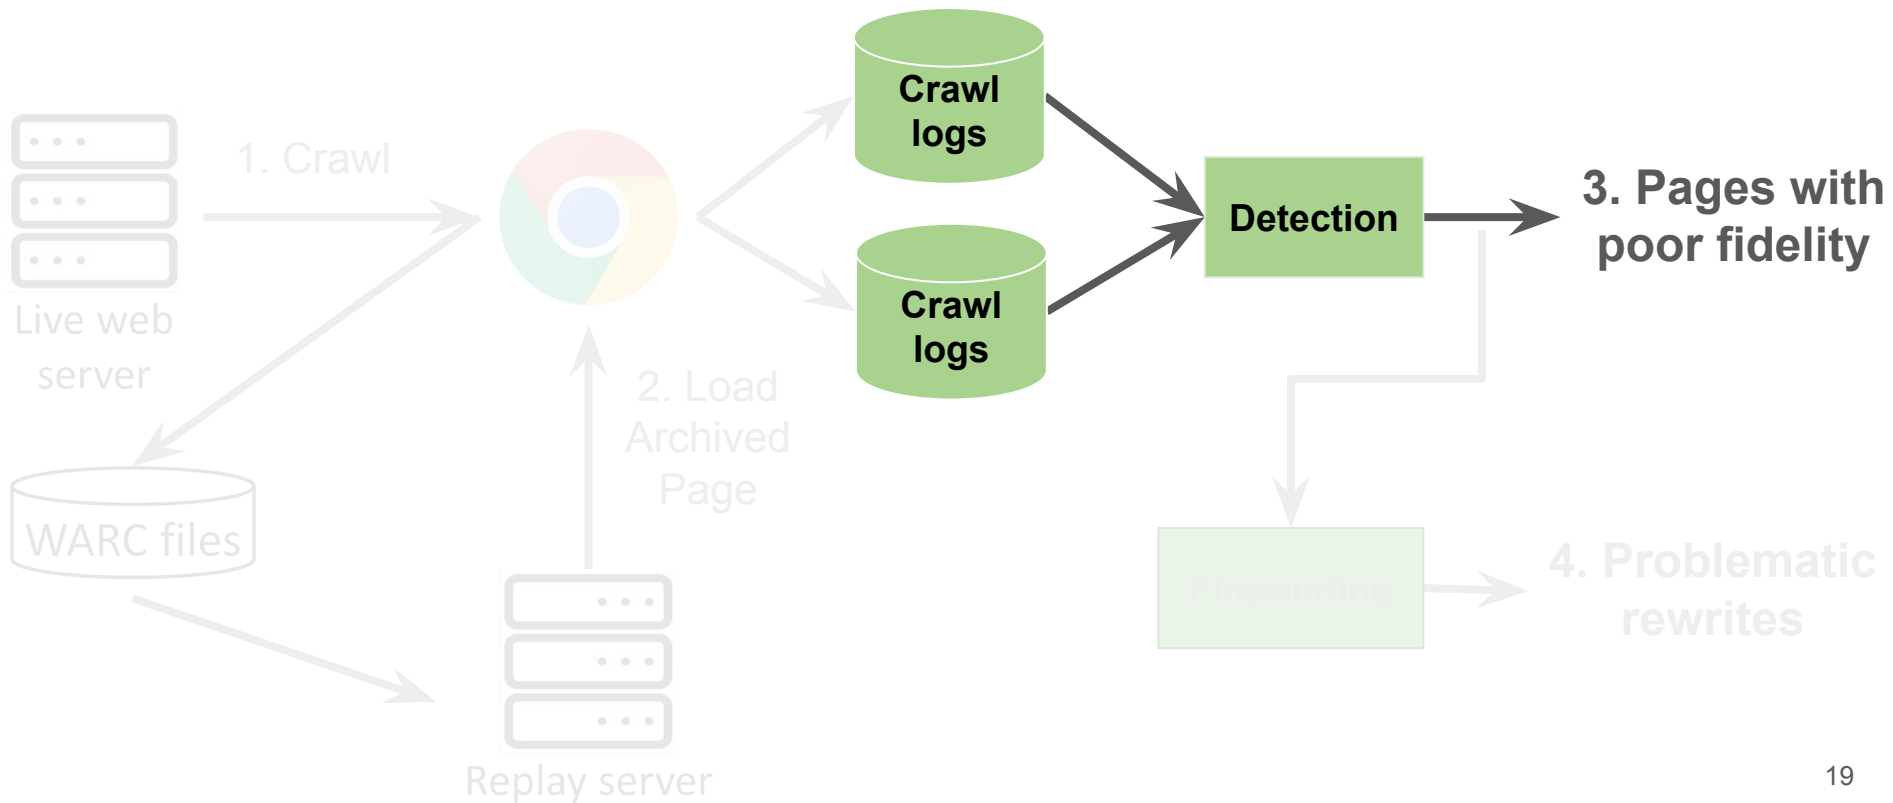 1. Crawl
Live web
server
WARC files
2. Load
Archived
Page
Replay server
Crawl
logs
Crawl
logs
Detection
3. Pages with
poor fidelity
Pinpointing
4. Problematic
rewrites
19